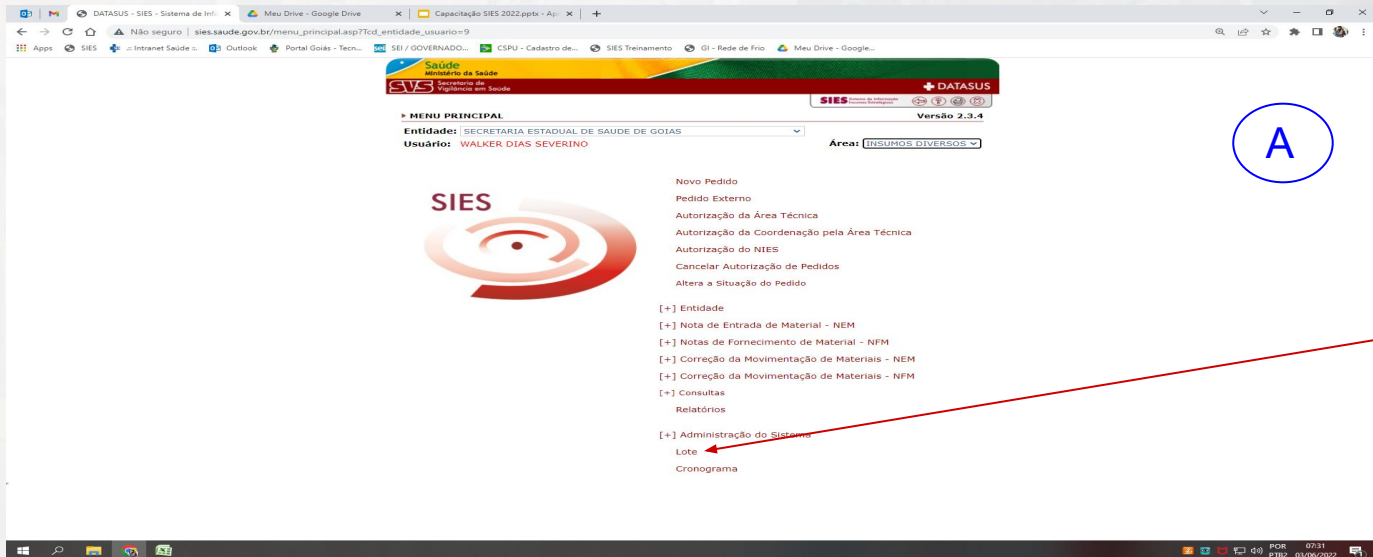 DATASUS - SIES - Sistema de Inf
Meu Drive - Google Drive
Capacitação SIES 2022.pptx - Ap
Não seguro | sies.saude.gov.br/menu_principal.asp?Tcd_entidade_usuario=9
Apps SIES .:: Intranet Saúde ::. Outlook Portal Goiás - Tecn... SEI / GOVERNADO... CSPU - Cadastro de... SIES Treinamento GI - Rede de Frio Meu Drive - Google...
Saúde
Ministério da Saúde
SVS Secretaria de Vigilância em Saúde
DATASUS
SIES
MENU PRINCIPAL Versão 2.3.4
Entidade: SECRETARIA ESTADUAL DE SAUDE DE GOIAS
Usuário: WALKER DIAS SEVERINO Área: INSUMOS DIVERSOS
A
SIES
Novo Pedido
Pedido Externo
Autorização da Área Técnica
Autorização da Coordenação pela Área Técnica
Autorização do NIES
Cancelar Autorização de Pedidos
Altera a Situação do Pedido
[+] Entidade
[+] Nota de Entrada de Material - NEM
[+] Notas de Fornecimento de Material - NFM
[+] Correção da Movimentação de Materiais - NEM
[+] Correção da Movimentação de Materiais - NFM
[+] Consultas
Relatórios
[+] Administração do Sistema
Lote
Cronograma
POR 07:31
PTB2 03/06/2022